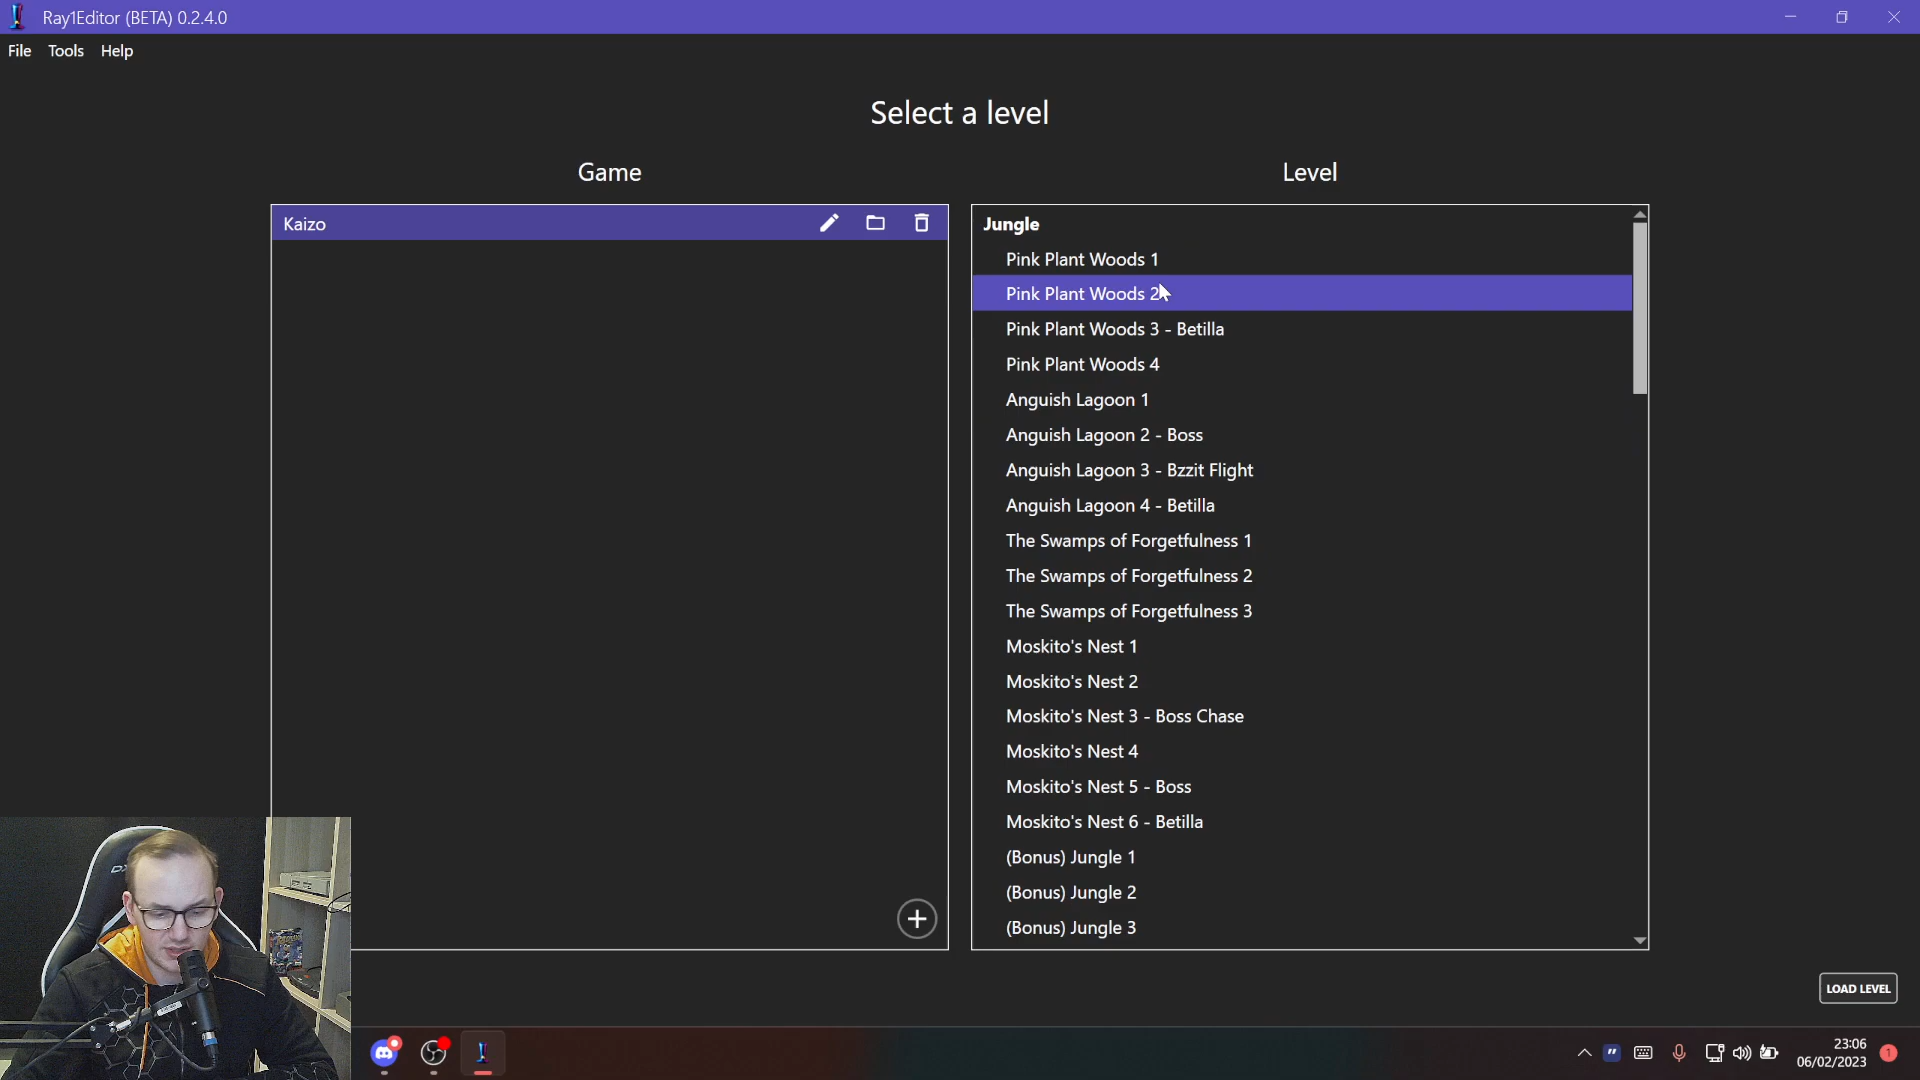 Ray1Editor (BETA) 0.2.4.0
File Tools Help
Select a level
Game
Level
Kaizo
Jungle
Pink Plant Woods 1
Pink Plant Woods 2
Pink Plant Woods 3 - Betilla
Pink Plant Woods 4
Anguish Lagoon 1
Anguish Lagoon 2 - Boss
Anguish Lagoon 3 - Bzzit Flight
Anguish Lagoon 4 - Betilla
The Swamps of Forgetfulness 1
The Swamps of Forgetfulness 2
The Swamps of Forgetfulness 3
Moskito's Nest 1
Moskito's Nest 2
Moskito's Nest 3 - Boss Chase
Moskito's Nest 4
Moskito's Nest 5 - Boss
Moskito's Nest 6 - Betilla
(Bonus) Jungle 1
(Bonus) Jungle 2
(Bonus) Jungle 3
LOAD LEVEL
23:06
06/02/2023
1